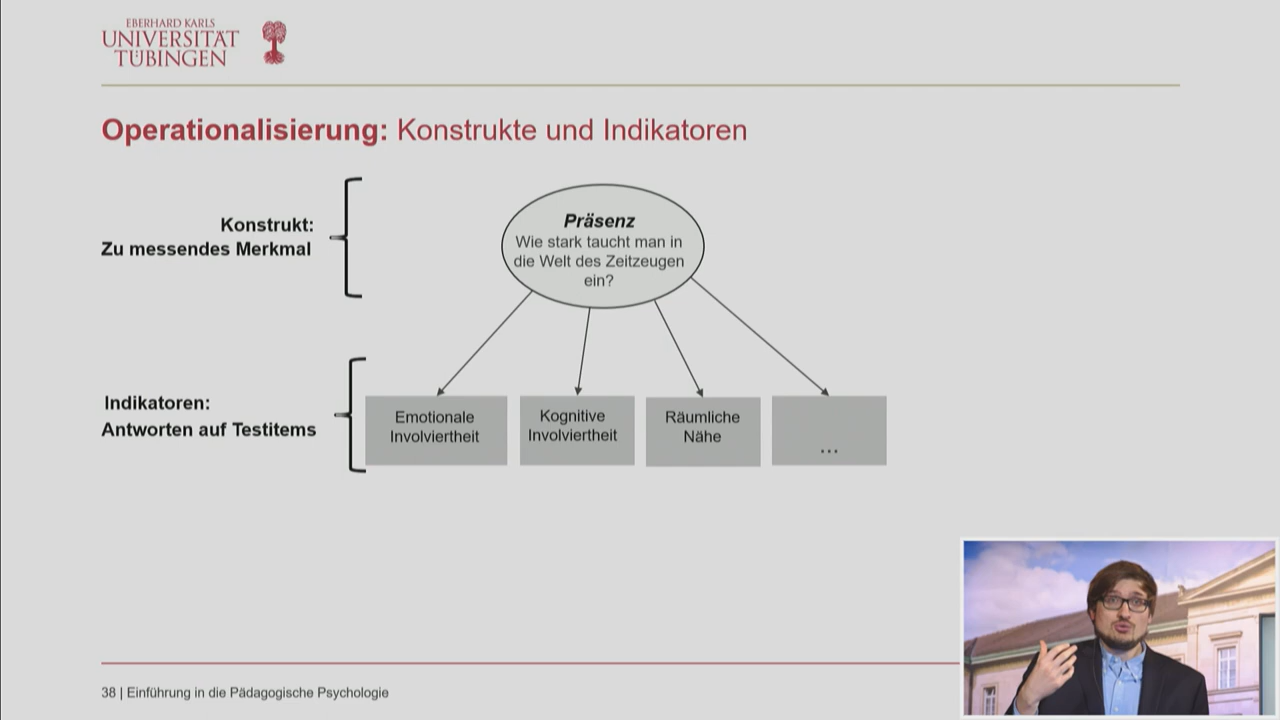 EBERHARD KARLS
UNIVERSITÄT
TÜBINGEN
Operationalisierung: Konstrukte und Indikatoren
Konstrukt:
Zu messendes Merkmal
Präsenz
Wie stark taucht man in
die Welt des Zeitzeugen
ein?
Indikatoren:
Antworten auf Testitems
Emotionale
Involviertheit
Kognitive
Involviertheit
Räumliche
Nähe
...
38 | Einführung in die Pädagogische Psychologie